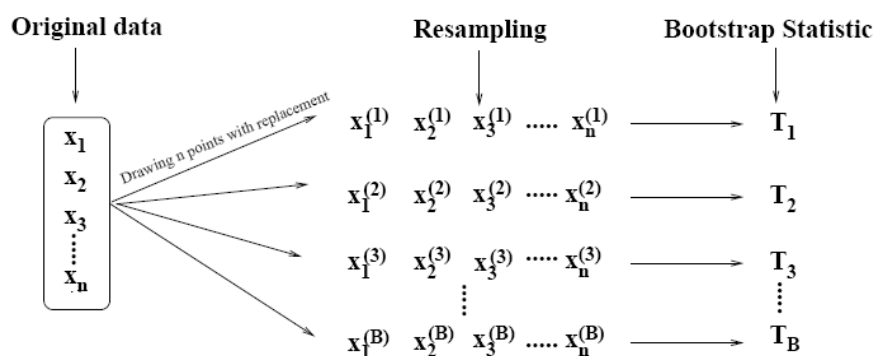 Original data Resampling Bootstrap Statistic
Drawing n points with replacement
x₁
x₂
x₃
......
xₙ
x₁⁽¹⁾ x₂⁽¹⁾ x₃⁽¹⁾ ..... xₙ⁽¹⁾ T₁
x₁⁽²⁾ x₂⁽²⁾ x₃⁽²⁾ ..... xₙ⁽²⁾ T₂
x₁⁽³⁾ x₂⁽³⁾ x₃⁽³⁾ ..... xₙ⁽³⁾ T₃
..... .....
x₁⁽ᴮ⁾ x₂⁽ᴮ⁾ x₃⁽ᴮ⁾ ..... xₙ⁽ᴮ⁾ T_B